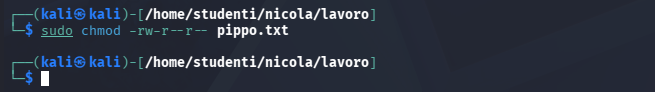 ┌──(kali㉿kali)-[/home/studenti/nicola/lavoro]
└─$ sudo chmod -rw-r--r-- pippo.txt
┌──(kali㉿kali)-[/home/studenti/nicola/lavoro]
└─$